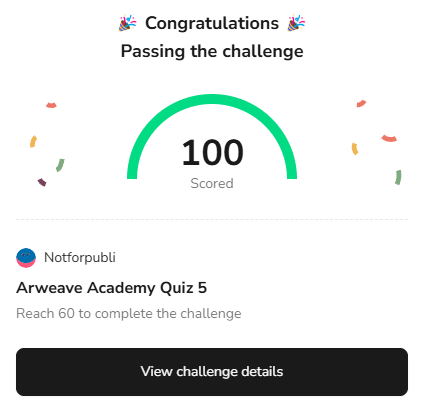 🎉 Congratulations 🎉
Passing the challenge
100
Scored
Notforpubli
Arweave Academy Quiz 5
Reach 60 to complete the challenge
View challenge details